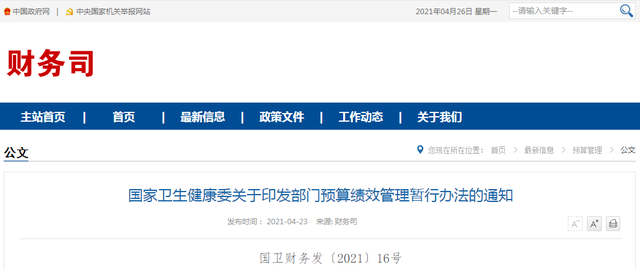 中国政府网 | 中央国家机关举报网站 2021年04月26日 星期一 --请输入关键字--
财务司
主站首页 | 首页 | 最新信息 | 政策文件 | 工作动态 | 关于我们
公文 您现在所在位置： 首页 > 最新信息 > 预算管理 > 公文
国家卫生健康委关于印发部门预算绩效管理暂行办法的通知
发布时间： 2021-04-23 来源: 财务司 A- A+
国卫财务发〔2021〕16号